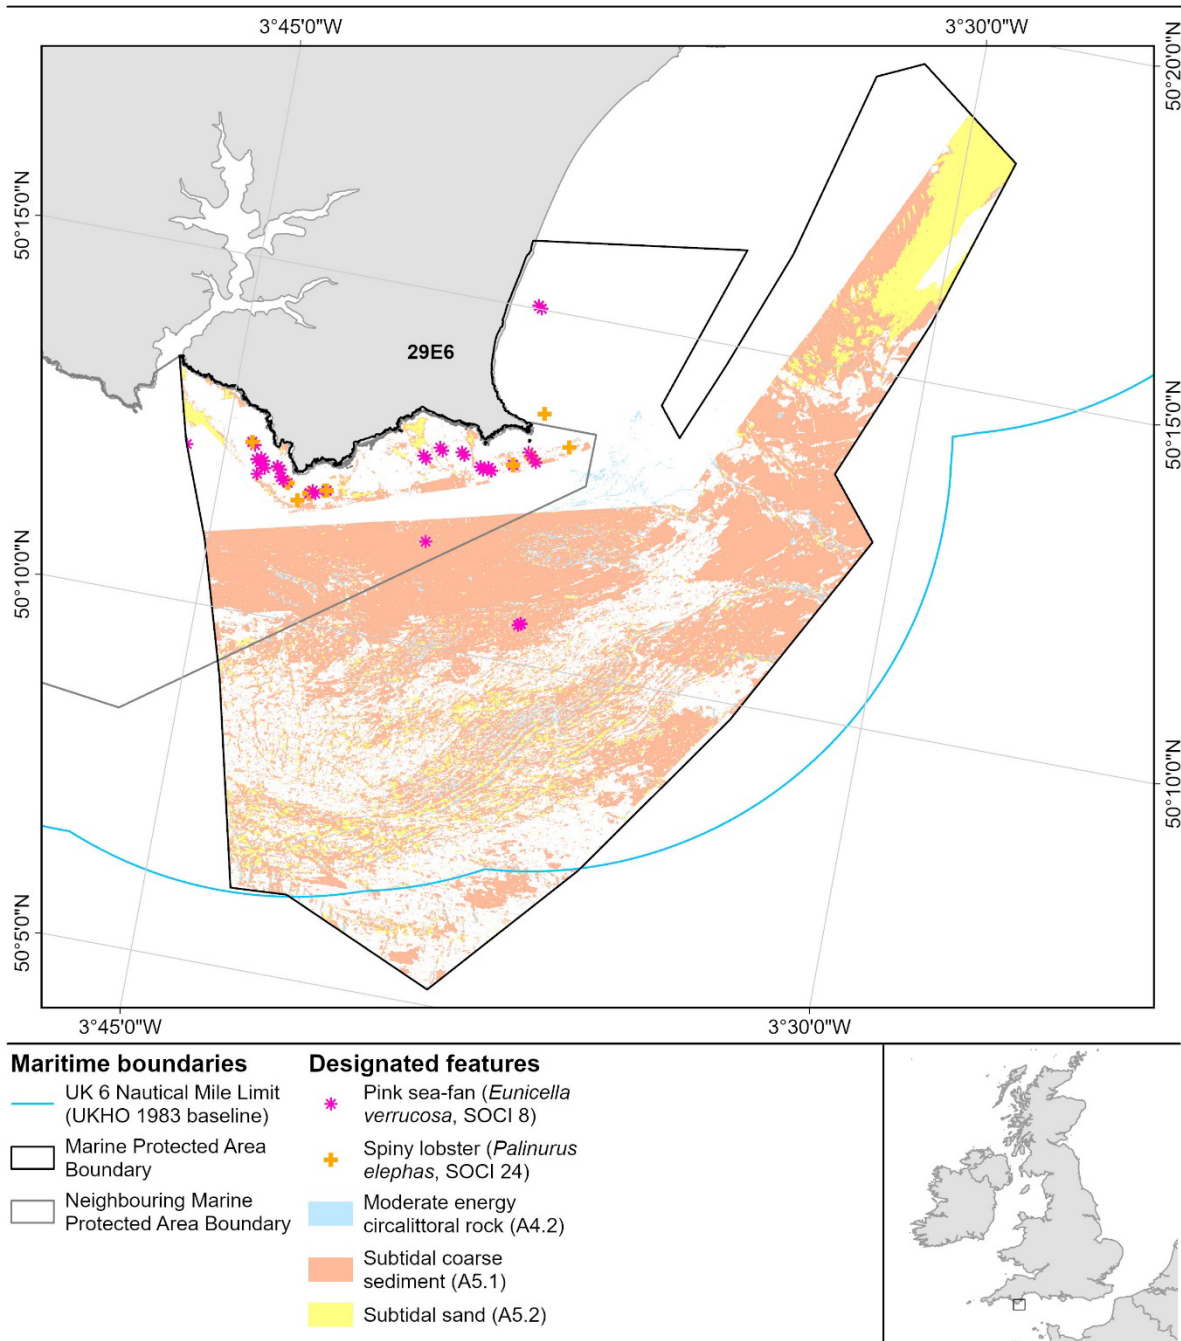 3°45'0"W
3°30'0"W
50°20'0"N
50°15'0"N
29E6
50°15'0"N
50°10'0"N
50°10'0"N
50°5'0"N
3°45'0"W
3°30'0"W
Maritime boundaries
UK 6 Nautical Mile Limit
(UKHO 1983 baseline)
Marine Protected Area
Boundary
Neighbouring Marine
Protected Area Boundary
Designated features
Pink sea-fan (Eunicella
verrucosa, SOCI 8)
Spiny lobster (Palinurus
elephas, SOCI 24)
Moderate energy
circalittoral rock (A4.2)
Subtidal coarse
sediment (A5.1)
Subtidal sand (A5.2)